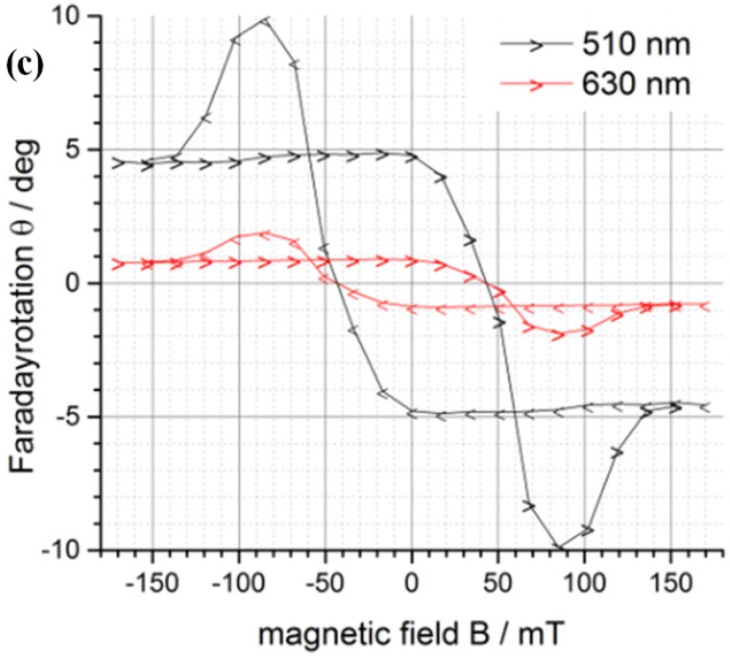 (c)
510 nm
630 nm
10
5
0
-5
-10
Faradayrotation θ / deg
-150 -100 -50 0 50 100 150
magnetic field B / mT